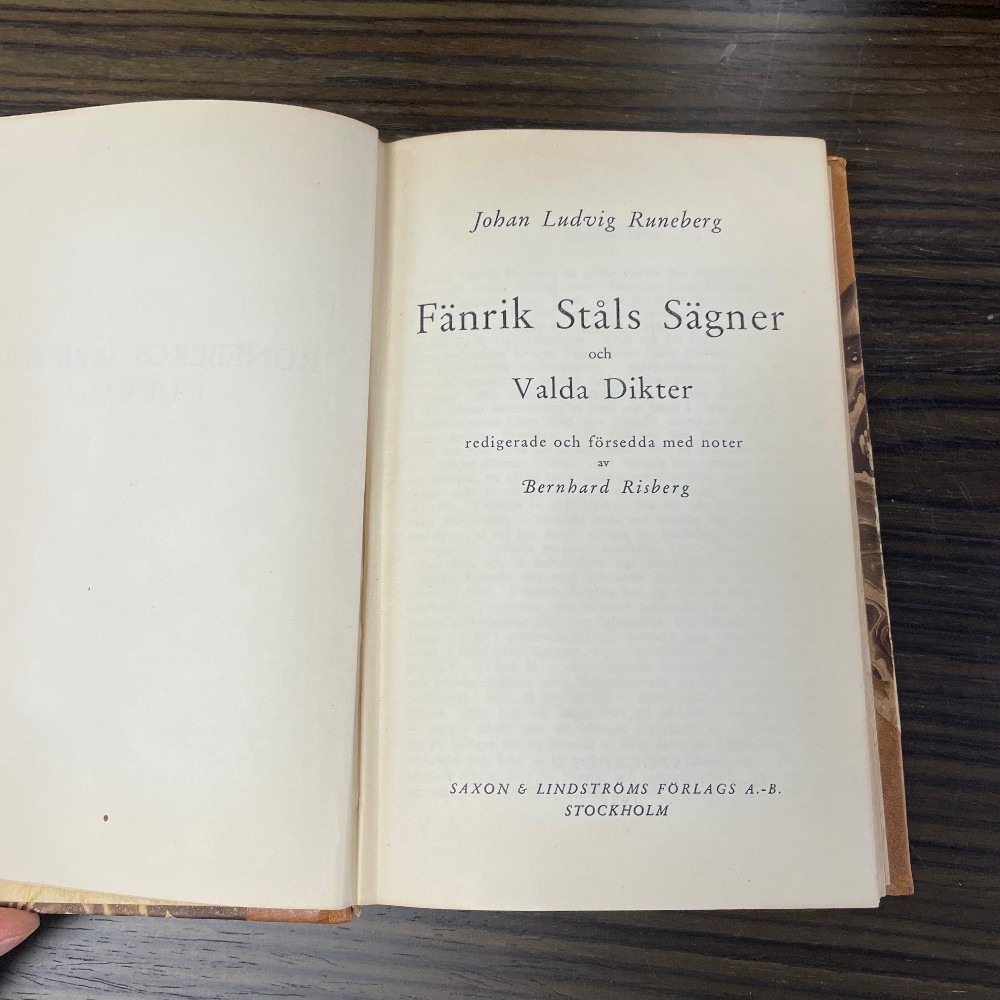 Johan Ludvig Runeberg
Fänrik Ståls Sägner
och
Valda Dikter
redigerade och försedda med noter
av
Bernhard Risberg
SAXON & LINDSTRÖMS FÖRLAGS A.-B.
STOCKHOLM